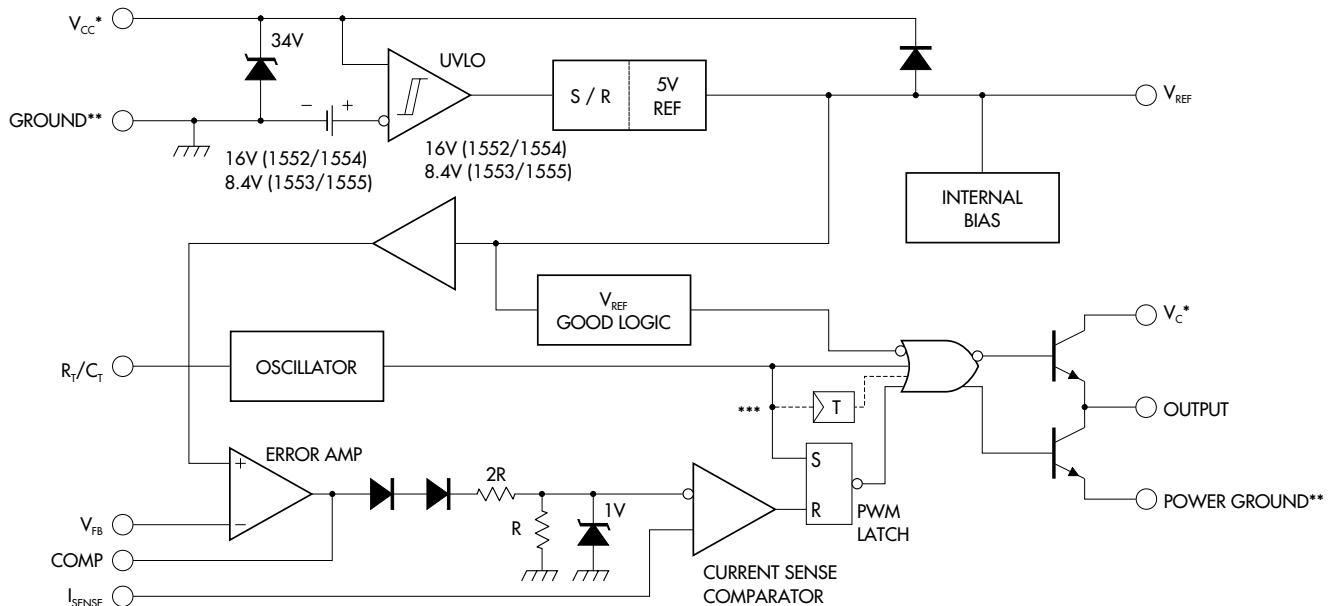 V_CC*
34V
UVLO
S / R
5V
REF
V_REF
GROUND**
− +
16V (1552/1554)
8.4V (1553/1555)
16V (1552/1554)
8.4V (1553/1555)
INTERNAL
BIAS
V_REF
GOOD LOGIC
V_C*
R_T/C_T
OSCILLATOR
***
T
OUTPUT
ERROR AMP
+
−
2R
R
1V
S
R
PWM
LATCH
POWER GROUND**
V_FB
COMP
I_SENSE
CURRENT SENSE
COMPARATOR